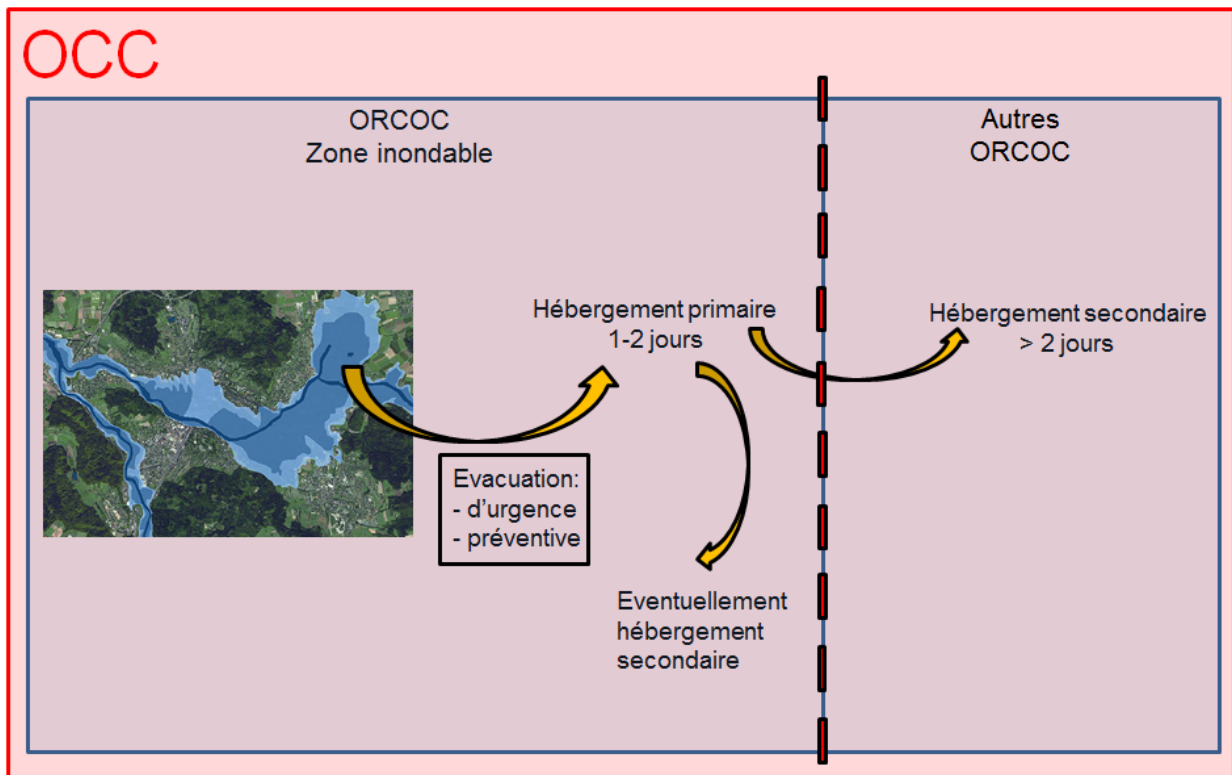 OCC
ORCOC
Zone inondable
Autres
ORCOC
Hébergement primaire
1-2 jours
Hébergement secondaire
> 2 jours
Evacuation:
- d'urgence
- préventive
Eventuellement
hébergement
secondaire